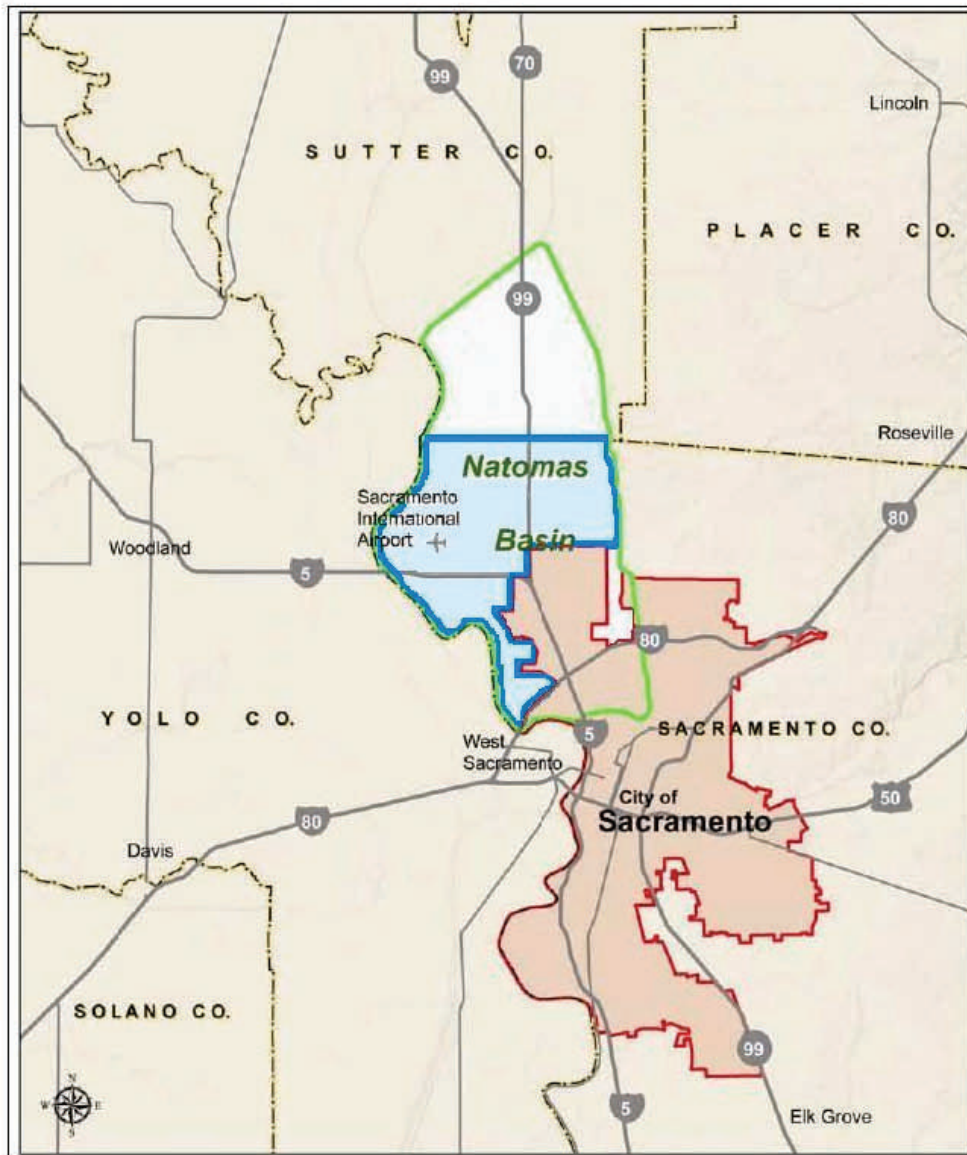 70
99
Lincoln
SUTTER CO.
PLACER CO.
99
Roseville
Natomas
Sacramento
International
Airport
80
Basin
Woodland
5
80
YOLO CO.
SACRAMENTO CO.
5
West
Sacramento
City of
Sacramento
50
80
Davis
SOLANO CO.
99
N
W E
S
5
Elk Grove